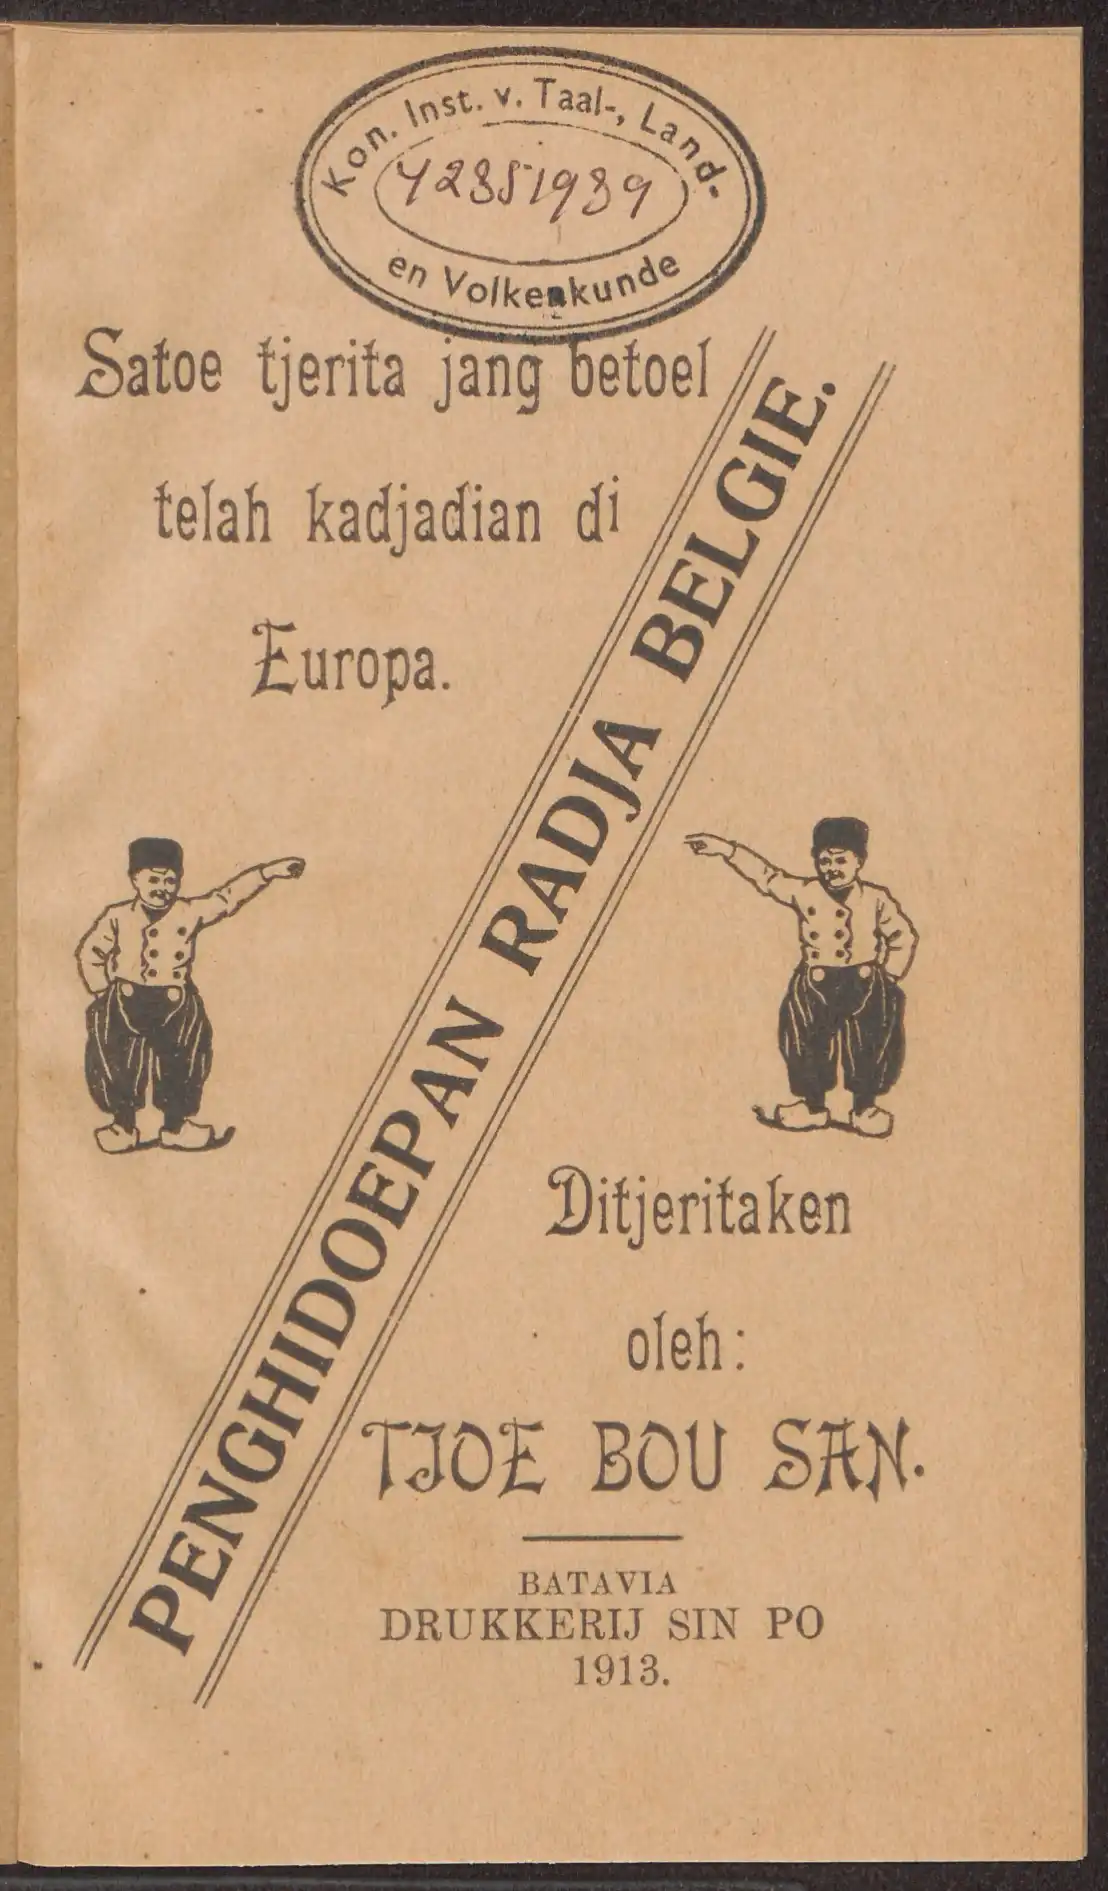 Kon. Inst. v. Taal-, Land-
42351939
en Volkenkunde
Satoe tjerita jang betoel
telah kadjadian di
Europa.
PENGHIDOEPAN RADJA BELGIE.
Ditjeritaken
oleh:
TJOE BOU SAN.
BATAVIA
DRUKKERIJ SIN PO
1913.